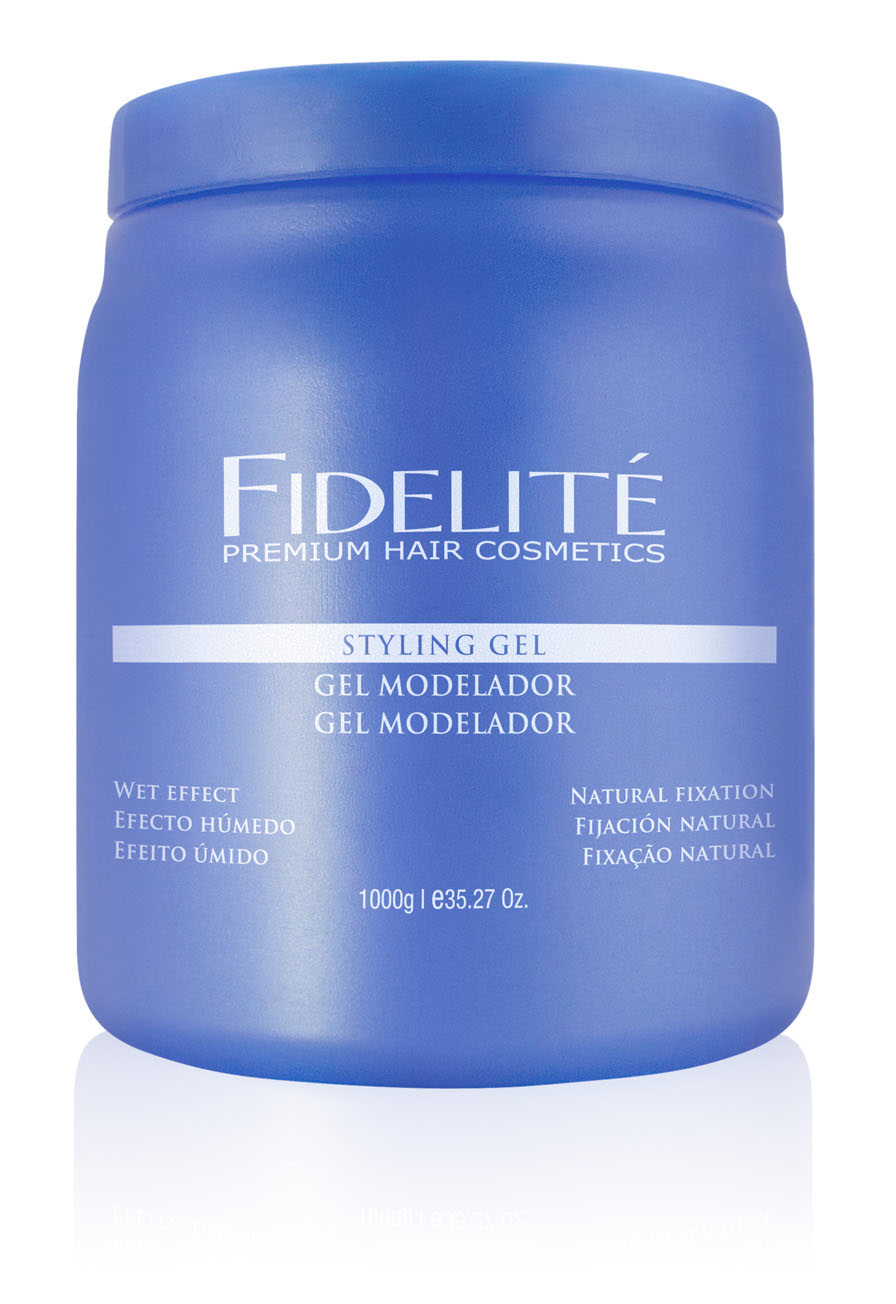 FIDELITÉ
PREMIUM HAIR COSMETICS
STYLING GEL
GEL MODELADOR
GEL MODELADOR
WET EFFECT
EFECTO HÚMEDO
EFEITO ÚMIDO
NATURAL FIXATION
FIJACIÓN NATURAL
FIXAÇÃO NATURAL
1000g | e35.27 Oz.